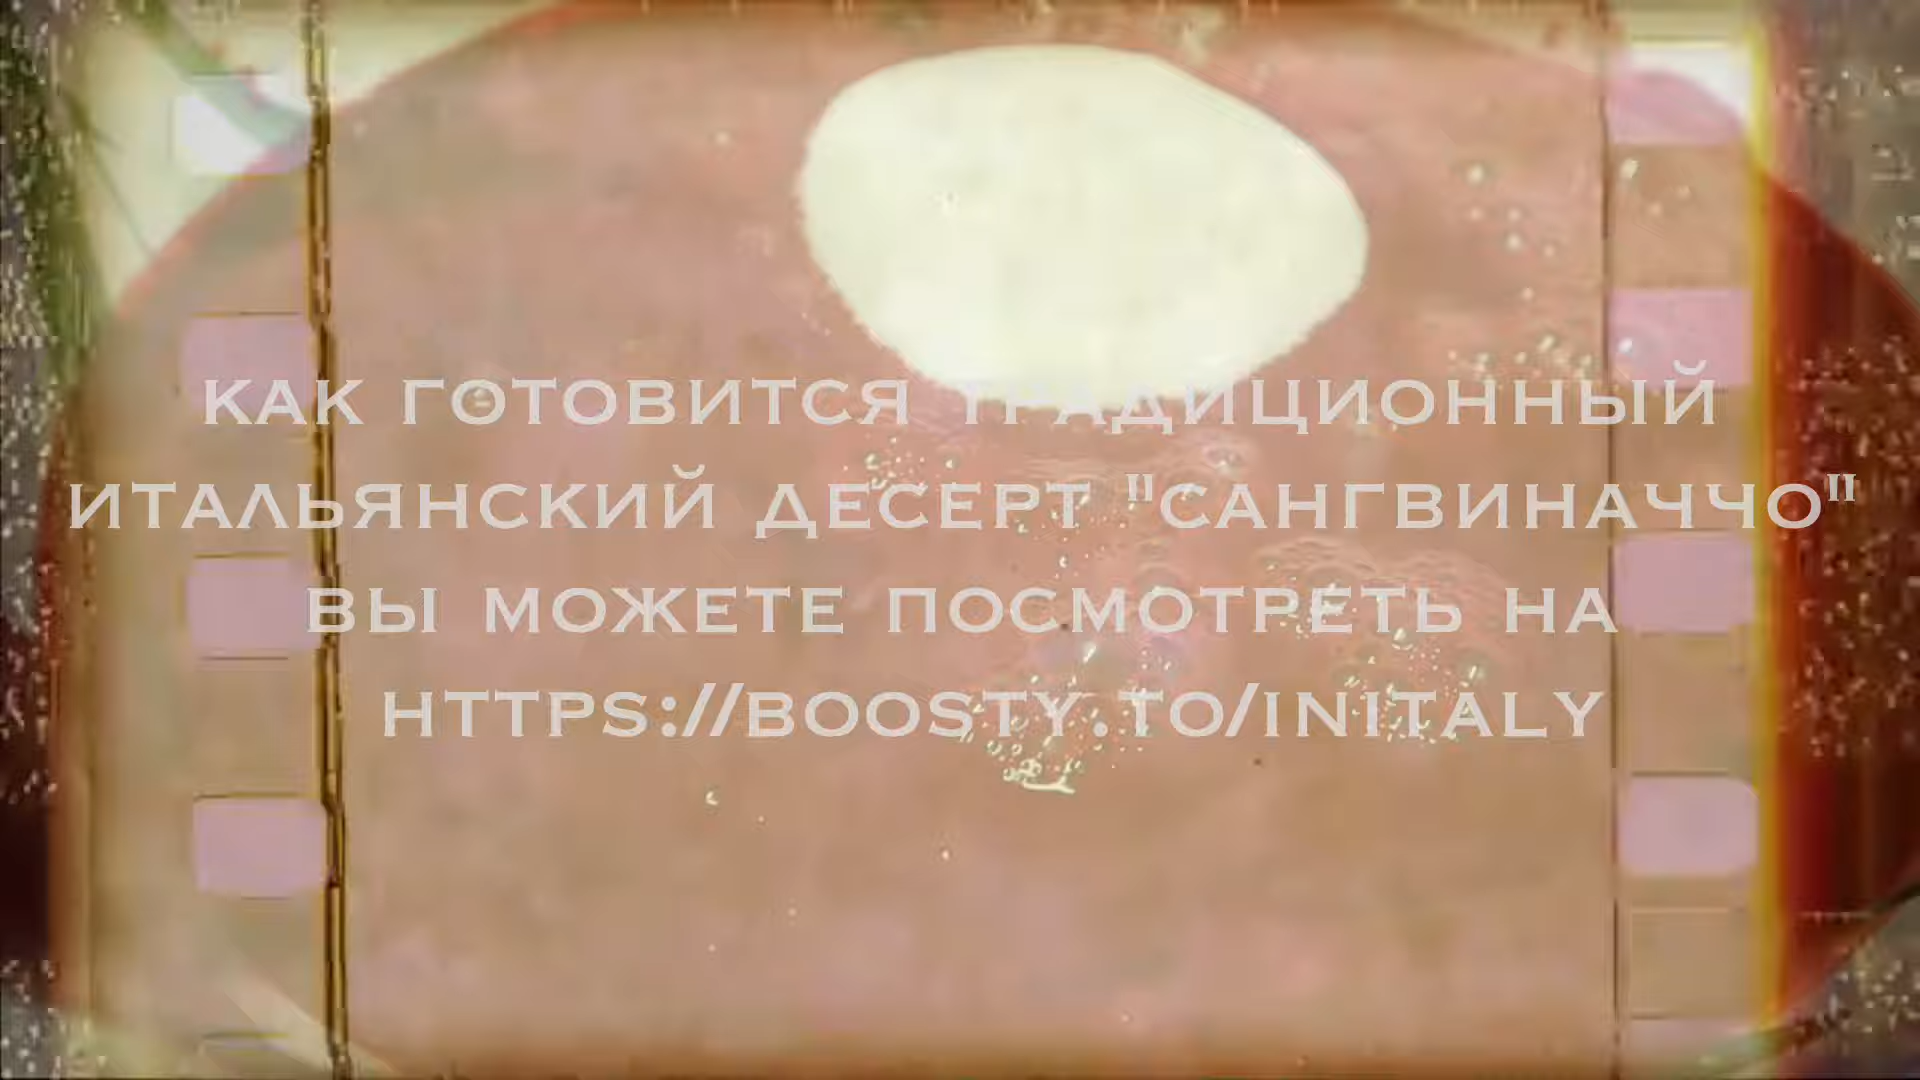 КАК ГОТОВИТСЯ ТРАДИЦИОННЫЙ
ИТАЛЬЯНСКИЙ ДЕСЕРТ "САНГВИНАЧЧО"
ВЫ МОЖЕТЕ ПОСМОТРЕТЬ НА
HTTPS://BOOSTY.TO/INITALY